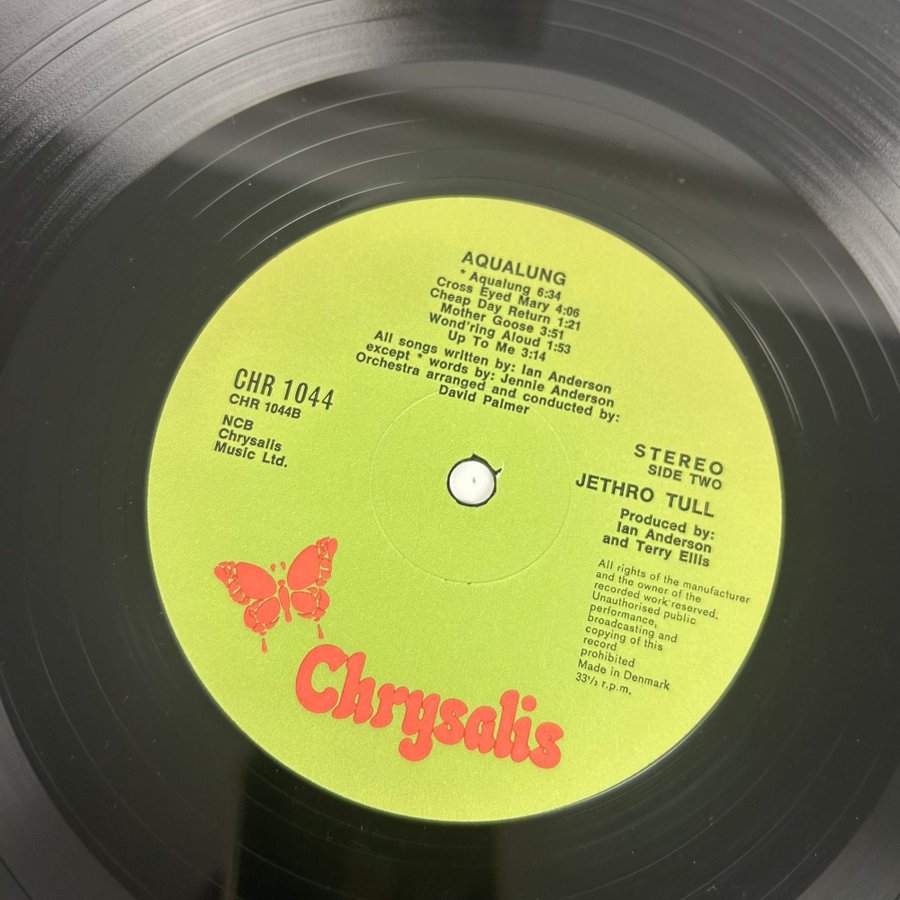 AQUALUNG
* Aqualung 6:34
Cross Eyed Mary 4:06
Cheap Day Return 1:21
Mother Goose 3:51
Wond'ring Aloud 1:53
Up To Me 3:14
All songs written by: Ian Anderson
except * words by: Jennie Anderson
Orchestra arranged and conducted by:
David Palmer
CHR 1044
CHR 1044B
NCB
Chrysalis
Music Ltd.
STEREO
SIDE TWO
JETHRO TULL
Produced by:
Ian Anderson
and Terry Ellis
All rights of the manufacturer
and the owner of the
recorded work reserved.
Unauthorised public
performance,
broadcasting and
copying of this
record
prohibited
Made in Denmark
33⅓ r.p.m.
Chrysalis